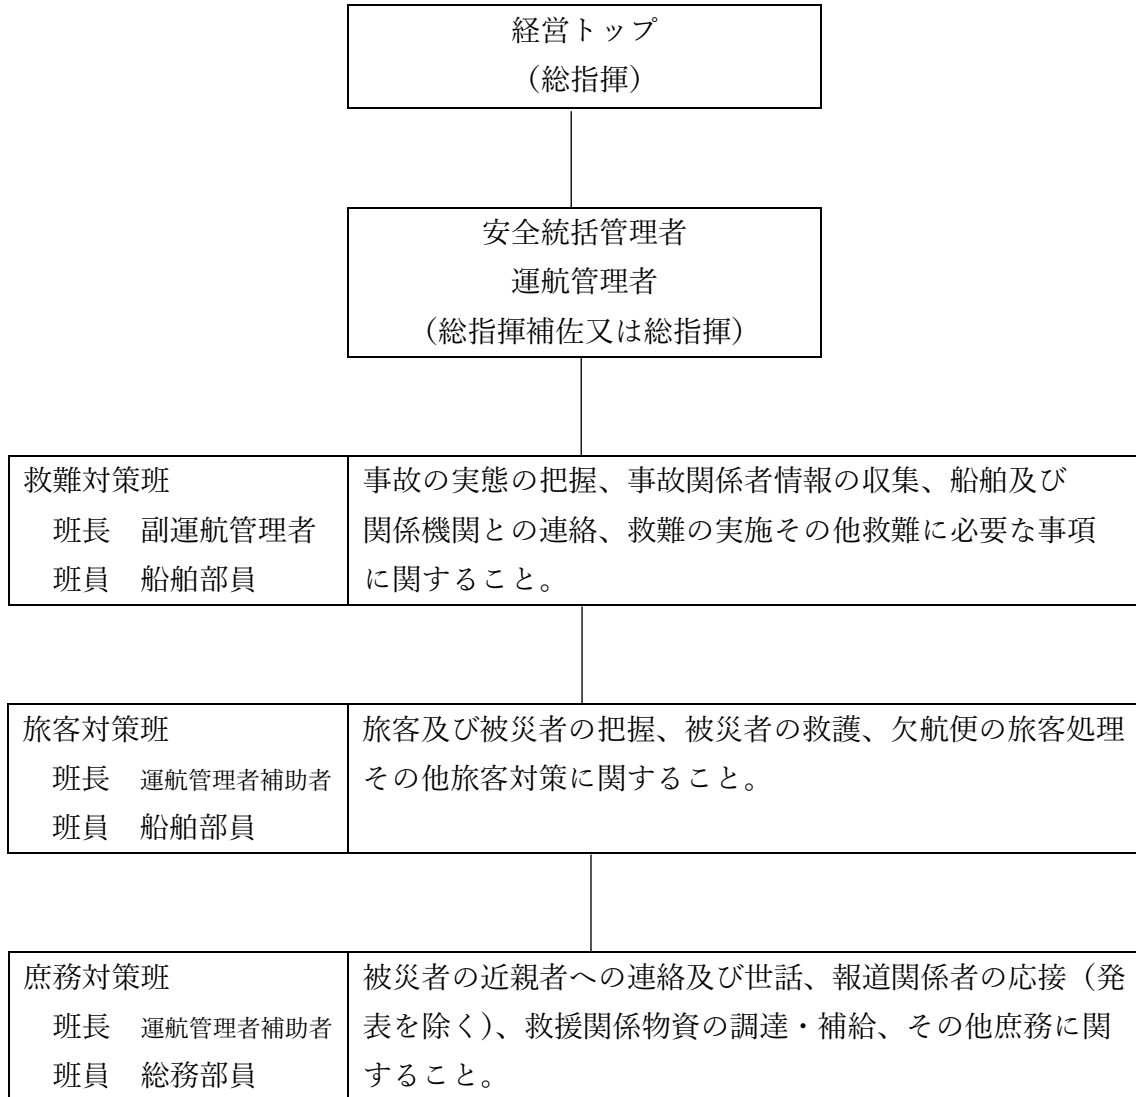 経営トップ
（総指揮）
安全統括管理者
運航管理者
（総指揮補佐又は総指揮）
救難対策班
班長　副運航管理者
班員　船舶部員
事故の実態の把握、事故関係者情報の収集、船舶及び
関係機関との連絡、救難の実施その他救難に必要な事項
に関すること。
旅客対策班
班長　運航管理者補助者
班員　船舶部員
旅客及び被災者の把握、被災者の救護、欠航便の旅客処理
その他旅客対策に関すること。
庶務対策班
班長　運航管理者補助者
班員　総務部員
被災者の近親者への連絡及び世話、報道関係者の応接（発
表を除く）、救援関係物資の調達・補給、その他庶務に関
すること。